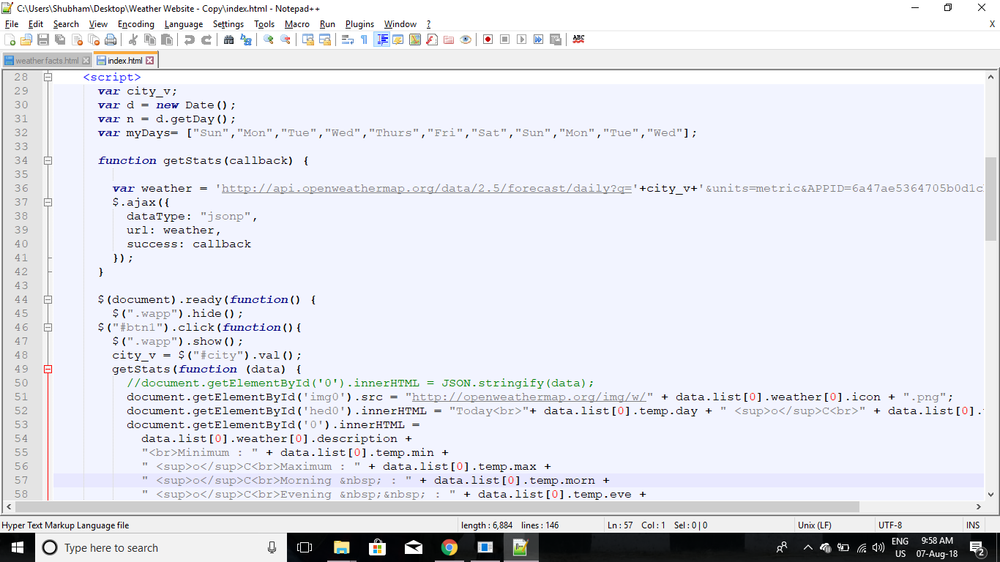 C:\Users\Shubham\Desktop\Weather Website - Copy\index.html - Notepad++
File Edit Search View Encoding Language Settings Tools Macro Run Plugins Window ? X
ABC
weather facts.html index.html
28 <script>
29 var city_v;
30 var d = new Date();
31 var n = d.getDay();
32 var myDays= ["Sun","Mon","Tue","Wed","Thurs","Fri","Sat","Sun","Mon","Tue","Wed"];
33
34 function getStats(callback) {
35
36 var weather = 'http://api.openweathermap.org/data/2.5/forecast/daily?q='+city_v+'&units=metric&APPID=6a47ae5364705b0d1c
37 $.ajax({
38 dataType: "jsonp",
39 url: weather,
40 success: callback
41 });
42 }
43
44 $(document).ready(function() {
45 $(".wapp").hide();
46 $("#btn1").click(function(){
47 $(".wapp").show();
48 city_v = $("#city").val();
49 getStats(function (data) {
50 //document.getElementById('0').innerHTML = JSON.stringify(data);
51 document.getElementById('img0').src = "http://openweathermap.org/img/w/" + data.list[0].weather[0].icon + ".png";
52 document.getElementById('hed0').innerHTML = "Today<br>"+ data.list[0].temp.day + " <sup>o</sup>C<br>" + data.list[0].
53 document.getElementById('0').innerHTML =
54 data.list[0].weather[0].description +
55 "<br>Minimum : " + data.list[0].temp.min +
56 " <sup>o</sup>C<br>Maximum : " + data.list[0].temp.max +
57 " <sup>o</sup>C<br>Morning &nbsp; : " + data.list[0].temp.morn +
58 " <sup>o</sup>C<br>Evening &nbsp;&nbsp; : " + data.list[0].temp.eve +
Hyper Text Markup Language file length : 6,884 lines : 146 Ln : 57 Col : 1 Sel : 0 | 0 Unix (LF) UTF-8 INS
Type here to search
ENG 9:58 AM
US 07-Aug-18 2